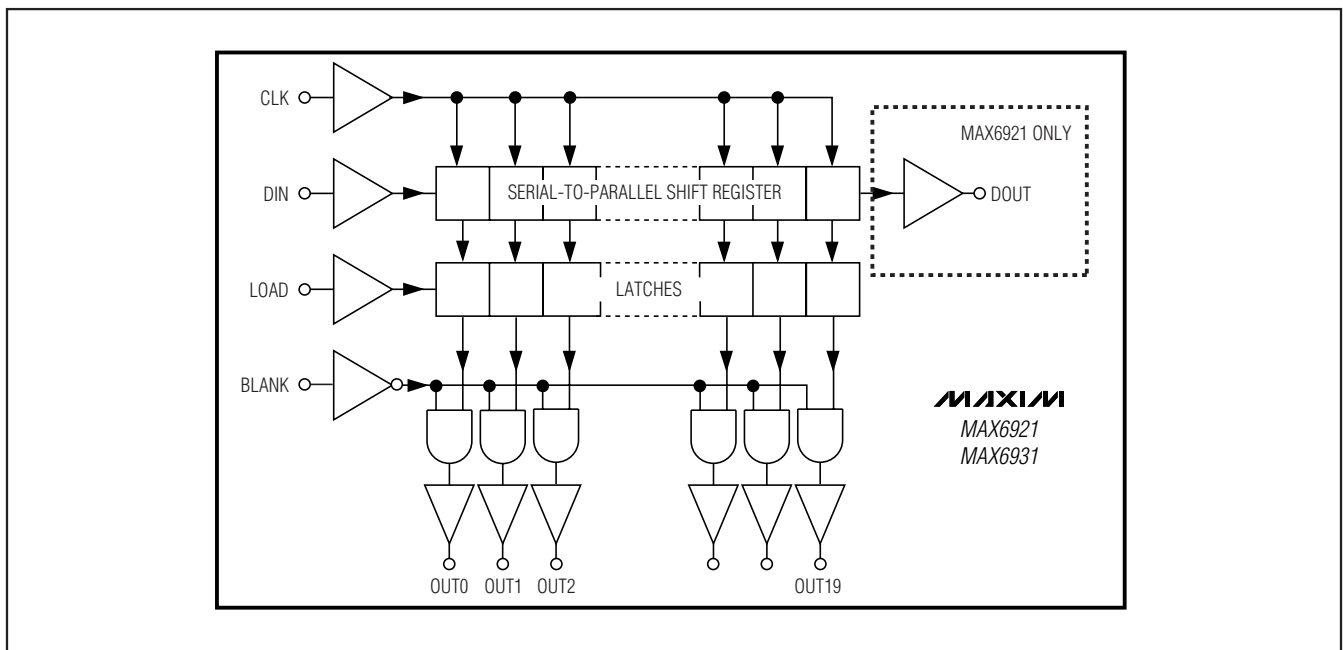 CLK
MAX6921 ONLY
DIN
SERIAL-TO-PARALLEL SHIFT REGISTER
DOUT
LOAD
LATCHES
BLANK
MAXIM
MAX6921
MAX6931
OUT0 OUT1 OUT2 OUT19